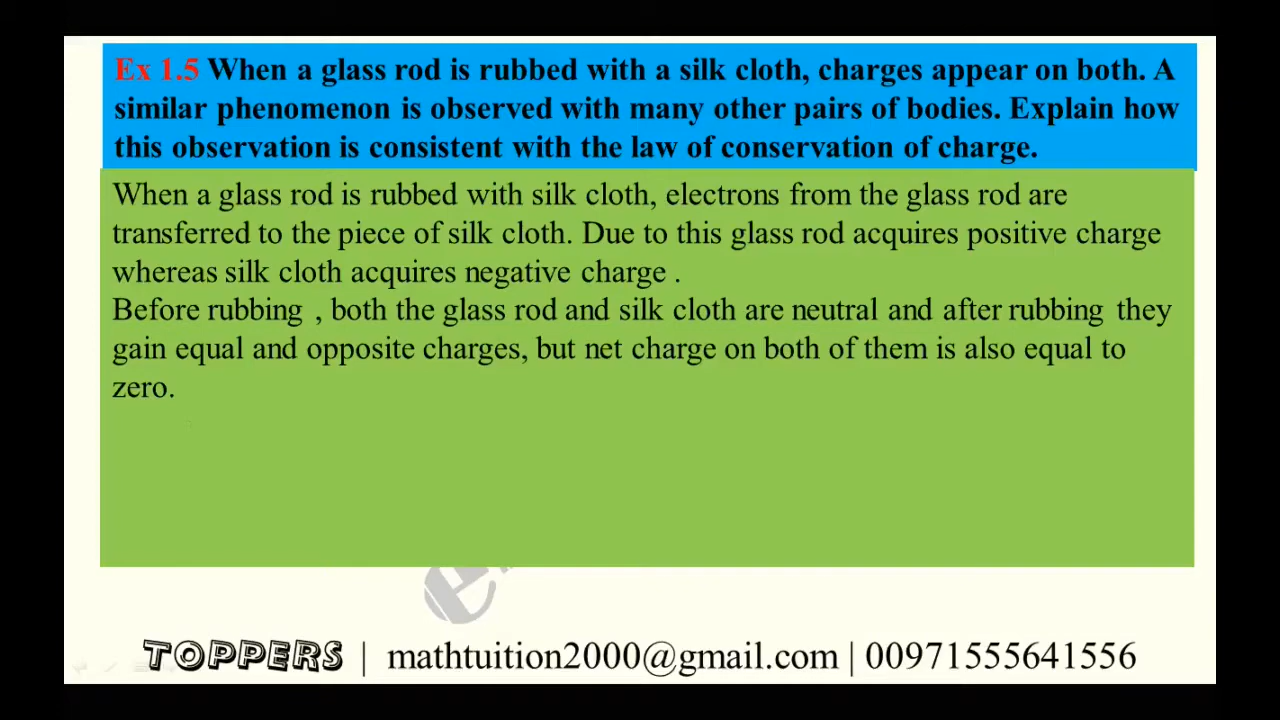 Ex 1.5 When a glass rod is rubbed with a silk cloth, charges appear on both. A
similar phenomenon is observed with many other pairs of bodies. Explain how
this observation is consistent with the law of conservation of charge.
When a glass rod is rubbed with silk cloth, electrons from the glass rod are
transferred to the piece of silk cloth. Due to this glass rod acquires positive charge
whereas silk cloth acquires negative charge .
Before rubbing , both the glass rod and silk cloth are neutral and after rubbing they
gain equal and opposite charges, but net charge on both of them is also equal to
zero.
TOPPERS | mathtuition2000@gmail.com | 00971555641556